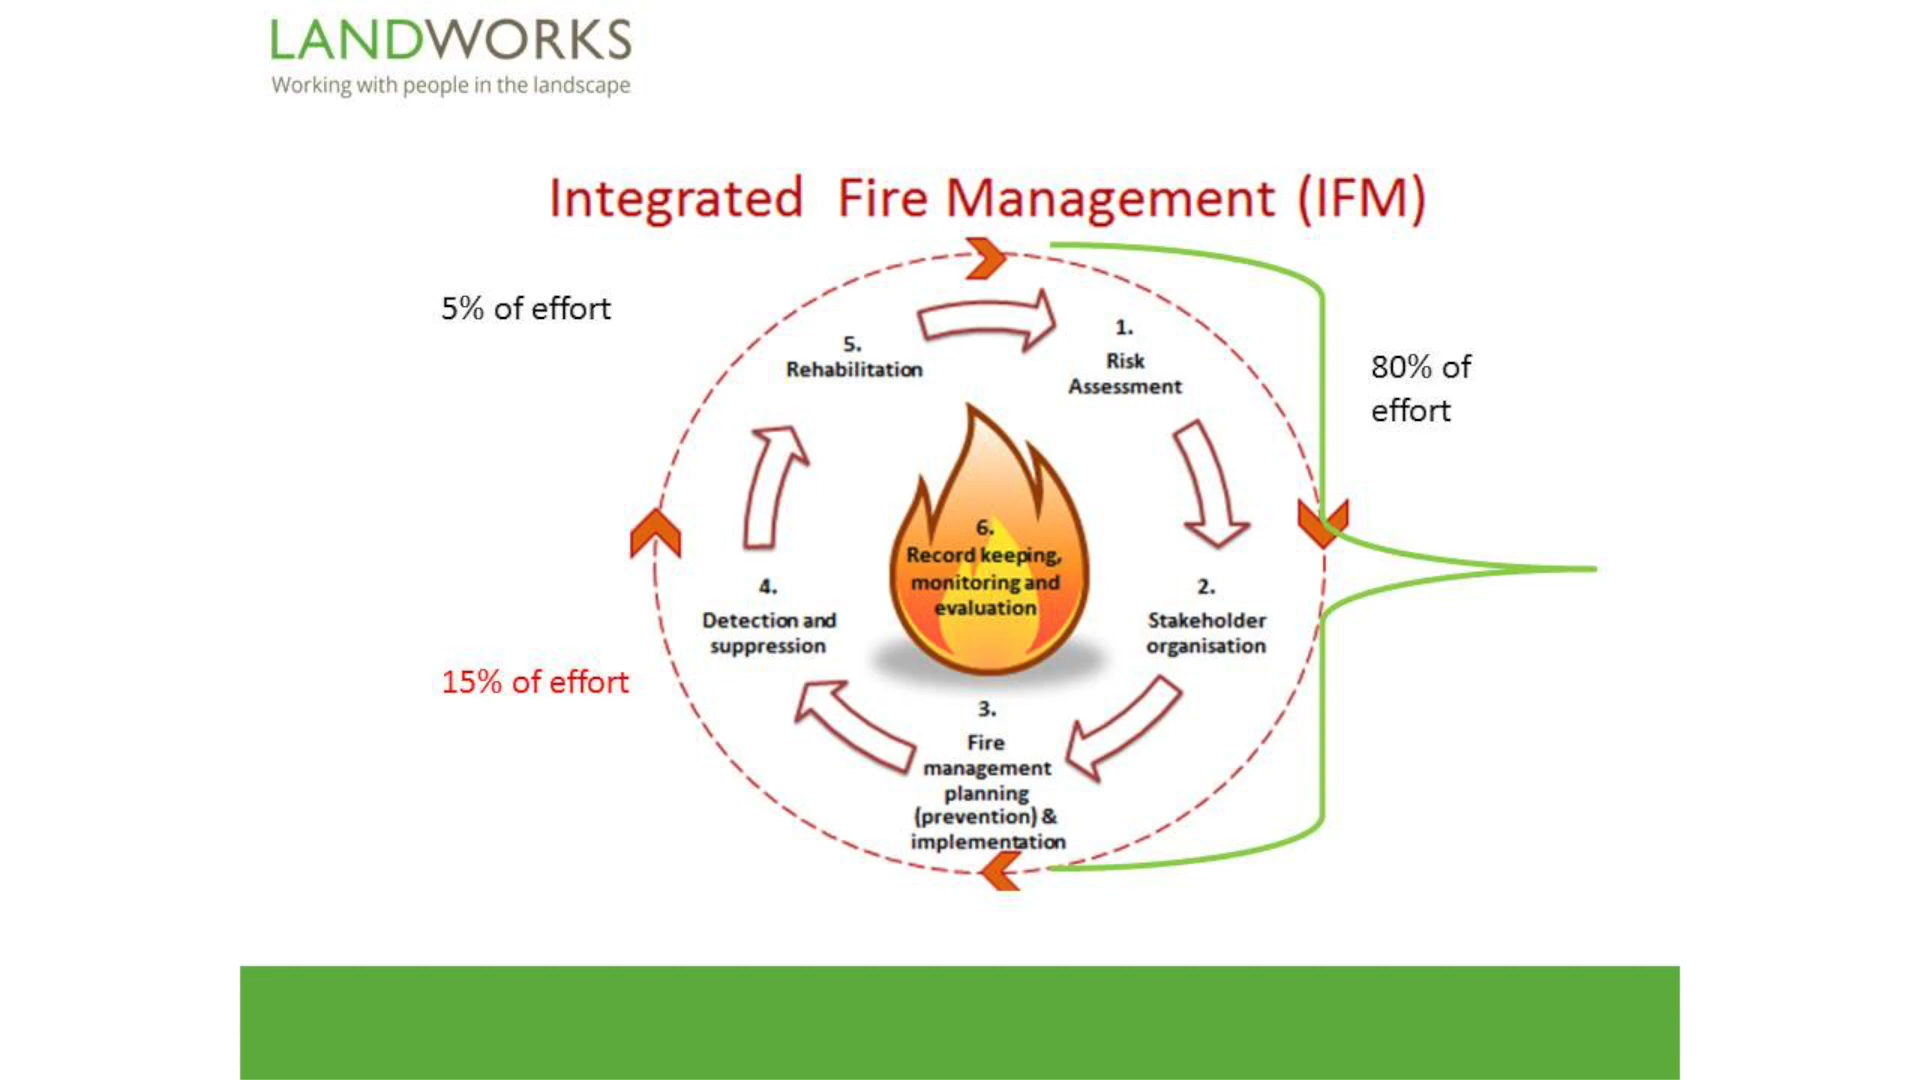 LANDWORKS
Working with people in the landscape
Integrated Fire Management (IFM)
5% of effort
80% of
effort
15% of effort
1.
Risk
Assessment
2.
Stakeholder
organisation
3.
Fire
management
planning
(prevention) &
implementation
4.
Detection and
suppression
5.
Rehabilitation
6.
Record keeping,
monitoring and
evaluation